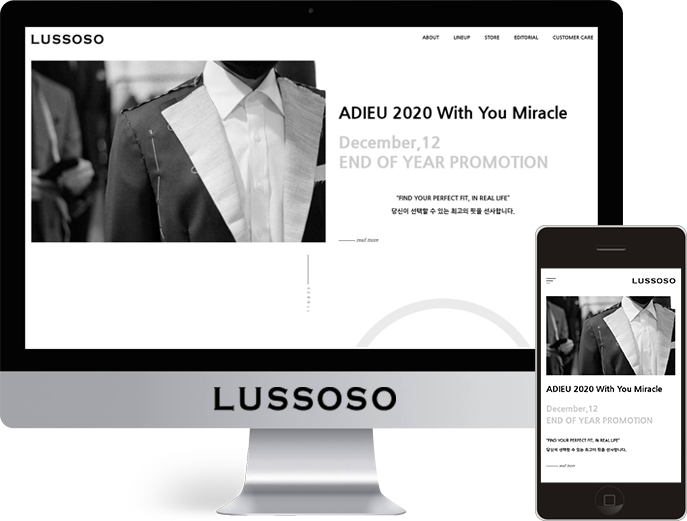 LUSSOSO
ABOUT LINEUP STORE EDITORIAL CUSTOMER CARE
ADIEU 2020 With You Miracle
December,12
END OF YEAR PROMOTION
"FIND YOUR PERFECT FIT, IN REAL LIFE"
당신이 선택할 수 있는 최고의 핏을 선사합니다.
read more
LUSSOSO
LUSSOSO
ADIEU 2020 With You Miracle
December,12
END OF YEAR PROMOTION
"FIND YOUR PERFECT FIT, IN REAL LIFE"
당신이 선택할 수 있는 최고의 핏을 선사합니다.
read more